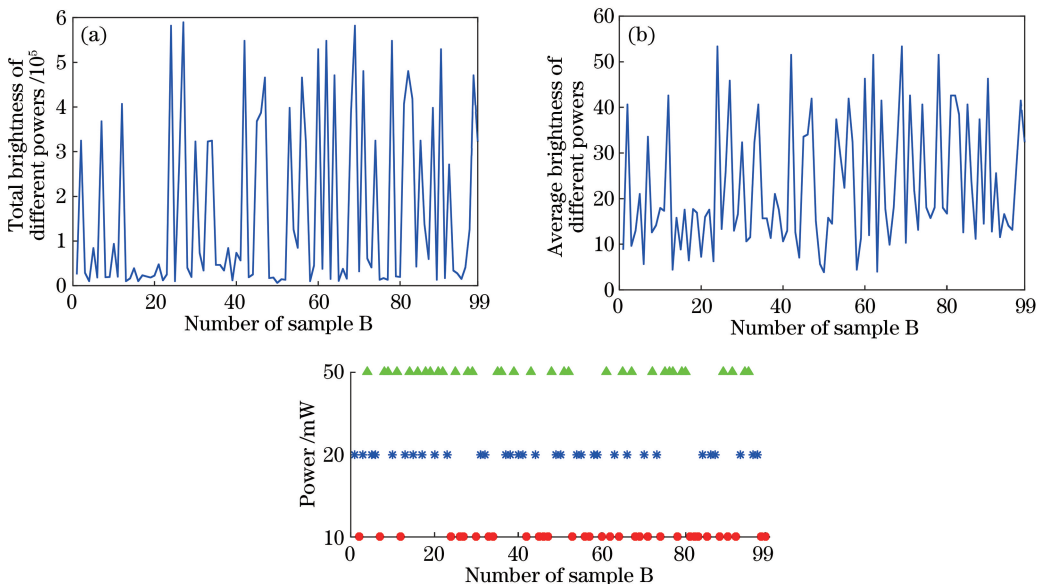 (a)
Total brightness of
different powers /10⁵
6
5
4
3
2
1
0
0 20 40 60 80 99
Number of sample B
(b)
Average brightness of
different powers
60
50
40
30
20
10
0
0 20 40 60 80 99
Number of sample B
Power /mW
50
20
10
0 20 40 60 80 99
Number of sample B